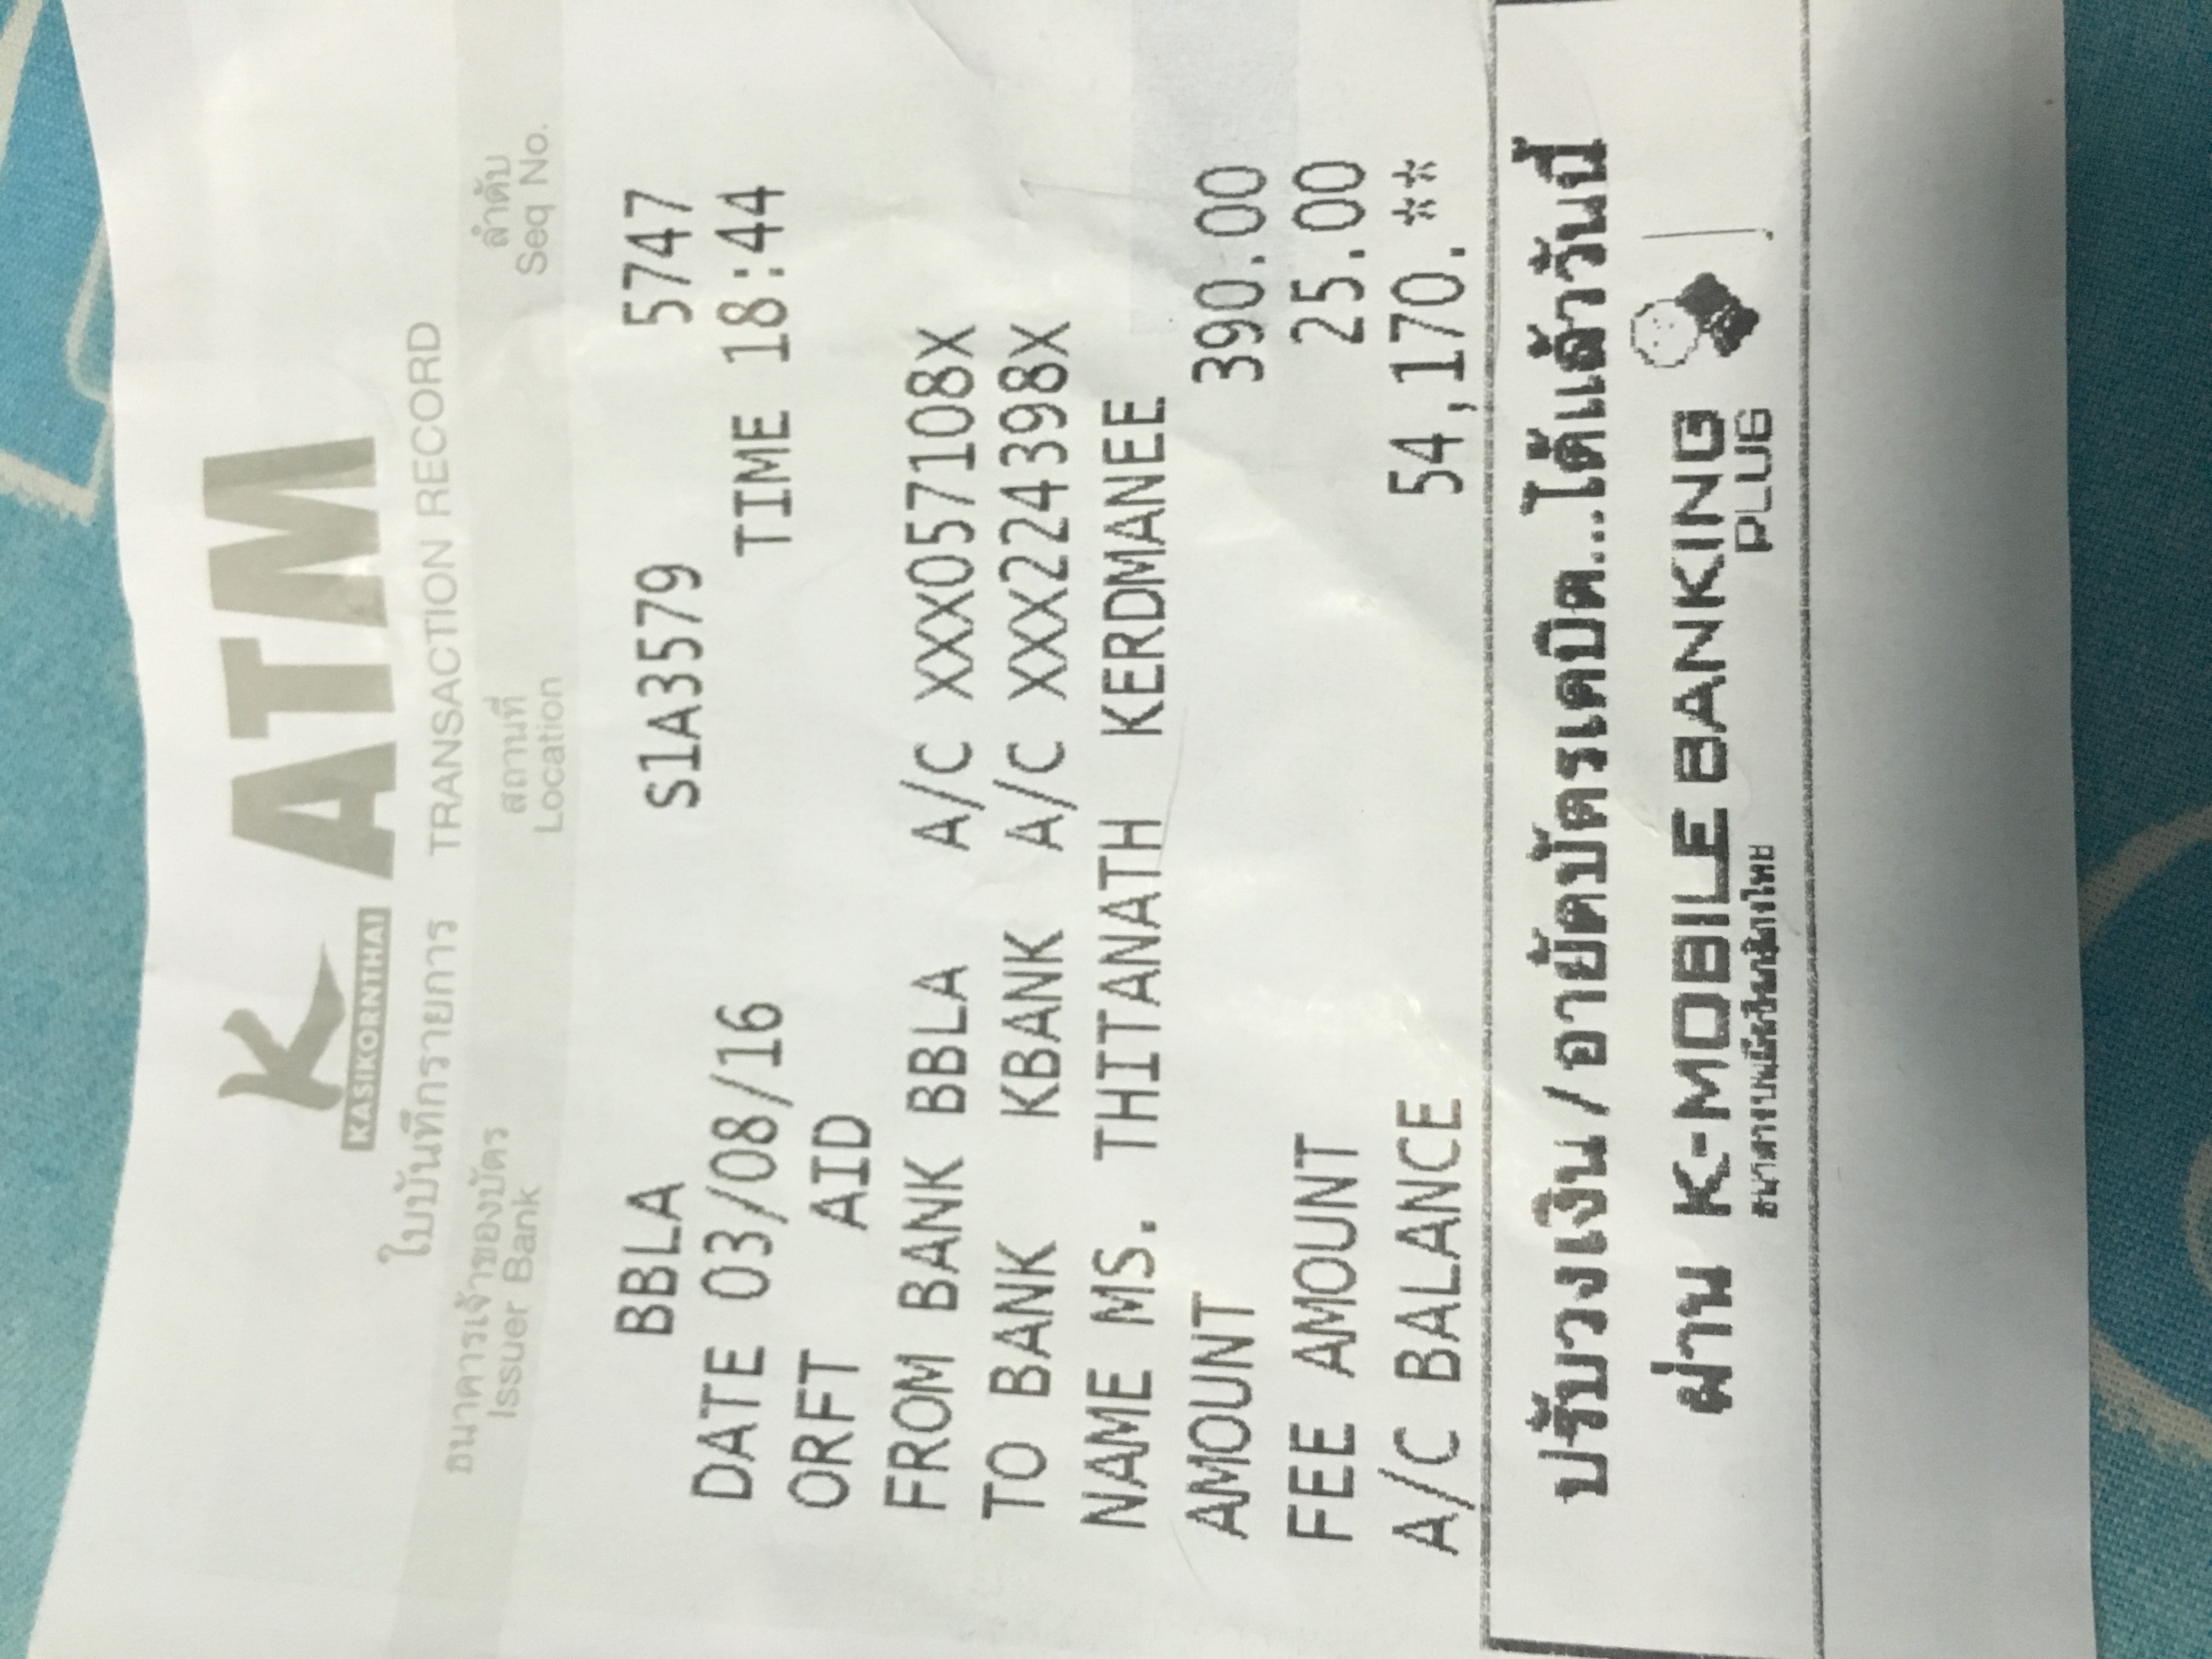 K ATM
KASIKORNTHAI
ใบบันทึกรายการ TRANSACTION RECORD
ธนาคารเจ้าของบัตร สถานที่ ลำดับ
Issuer Bank Location Seq No.
BBLA S1A3579 5747
DATE 03/08/16 TIME 18:44
ORFT AID
FROM BANK BBLA A/C XXX057108X
TO BANK KBANK A/C XXX224398X
NAME MS. THITANATH KERDMANEE
AMOUNT 390.00
FEE AMOUNT 25.00
A/C BALANCE 54,170.**
ปรับวงเงิน / อายัดบัตรเดบิต...ได้แล้ววันนี้
ผ่าน K-MOBILE BANKING
PLUS